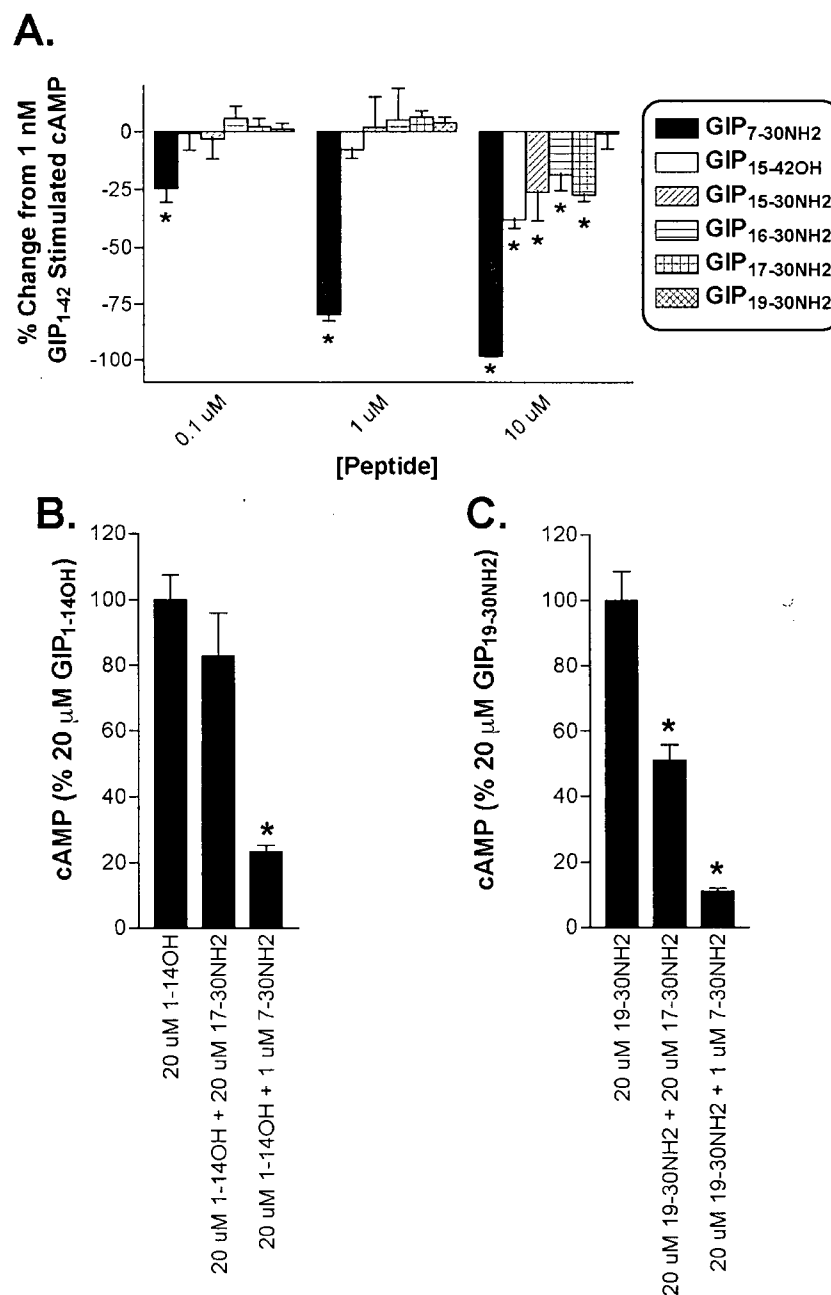 A.
% Change from 1 nM
GIP1-42 Stimulated cAMP
0
-25
-50
-75
-100
*
*
*
*
*
*
*
0.1 uM
1 uM
10 uM
[Peptide]
GIP7-30NH2
GIP15-42OH
GIP15-30NH2
GIP16-30NH2
GIP17-30NH2
GIP19-30NH2
B.
cAMP (% 20 µM GIP1-14OH)
120
100
80
60
40
20
0
*
20 uM 1-14OH
20 uM 1-14OH + 20 uM 17-30NH2
20 uM 1-14OH + 1 uM 7-30NH2
C.
cAMP (% 20 µM GIP19-30NH2)
120
100
80
60
40
20
0
*
*
20 uM 19-30NH2
20 uM 19-30NH2 + 20 uM 17-30NH2
20 uM 19-30NH2 + 1 uM 7-30NH2